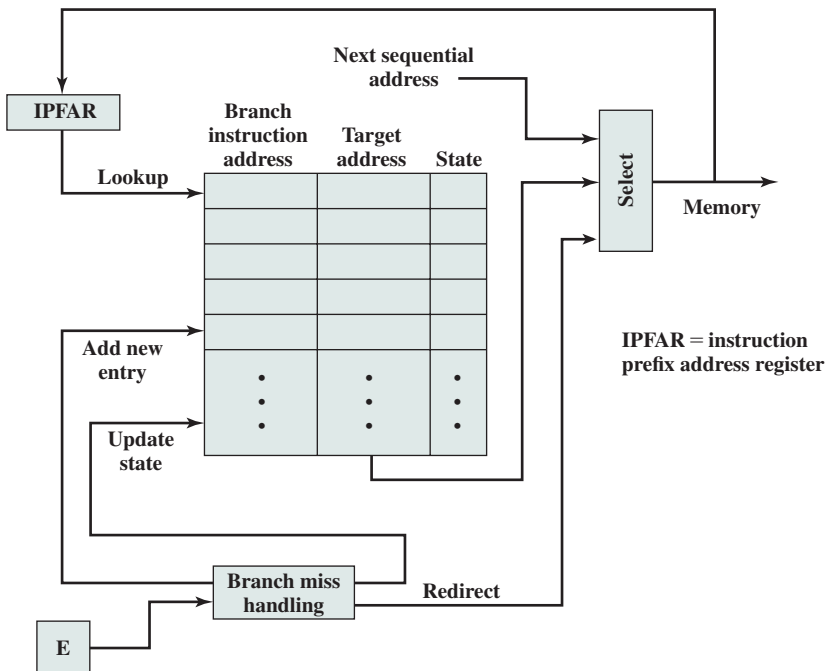 Next sequential
address
IPFAR
Branch
instruction
address
Target
address
State
Lookup
Select
Memory
Add new
entry
IPFAR = instruction
prefix address register
Update
state
Branch miss
handling
Redirect
E